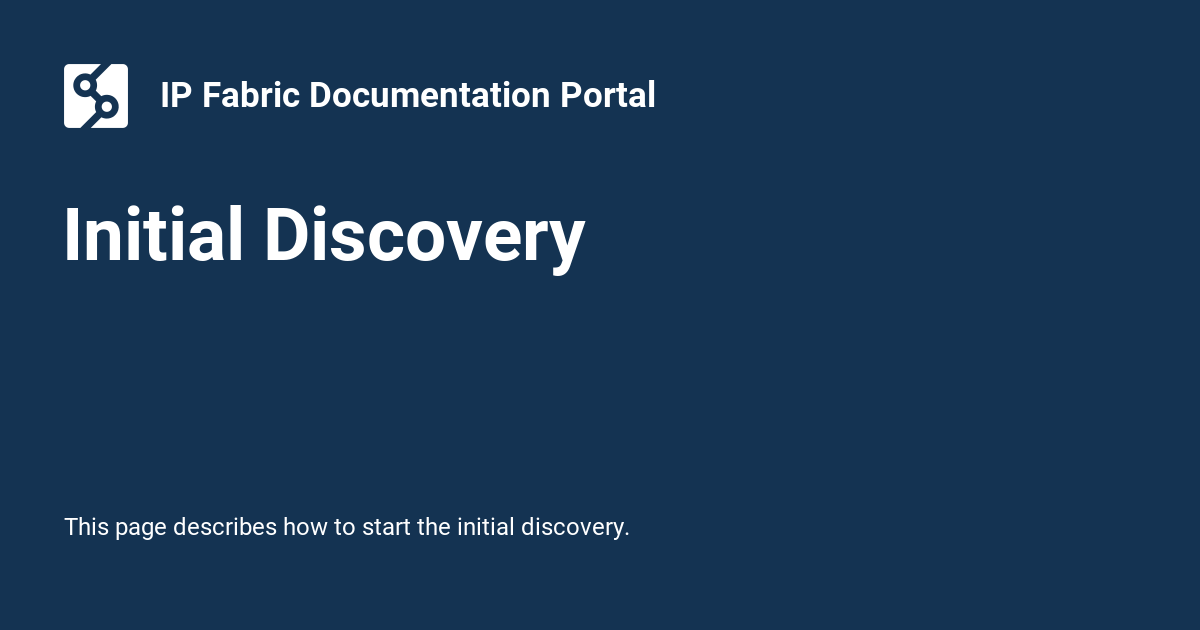 IP Fabric Documentation Portal
Initial Discovery
This page describes how to start the initial discovery.